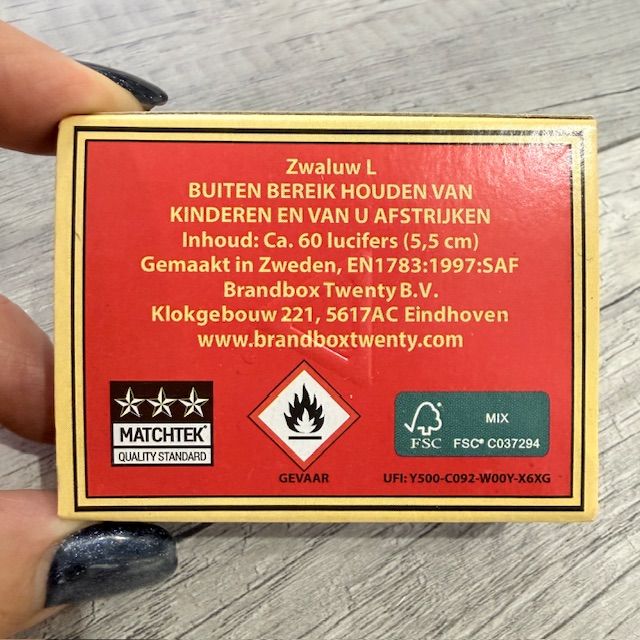 Zwaluw L
BUITEN BEREIK HOUDEN VAN
KINDEREN EN VAN U AFSTRIJKEN
Inhoud: Ca. 60 lucifers (5,5 cm)
Gemaakt in Zweden, EN1783:1997:SAF
Brandbox Twenty B.V.
Klokgebouw 221, 5617AC Eindhoven
www.brandboxtwenty.com
MATCHTEK®
QUALITY STANDARD
GEVAAR
FSC
MIX
FSC® C037294
UFI: Y500-C092-W00Y-X6XG